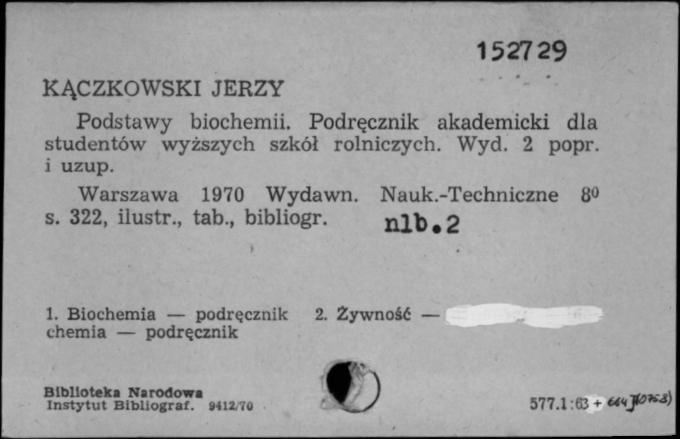 152729
KĄCZKOWSKI JERZY
Podstawy biochemii. Podręcznik akademicki dla
studentów wyższych szkół rolniczych. Wyd. 2 popr.
i uzup.
Warszawa 1970 Wydawn. Nauk.-Techniczne 8⁰
s. 322, ilustr., tab., bibliogr. nlb.2
1. Biochemia — podręcznik 2. Żywność —
chemia — podręcznik
Biblioteka Narodowa
Instytut Bibliograf. 9412/70
577.1:63 + 664